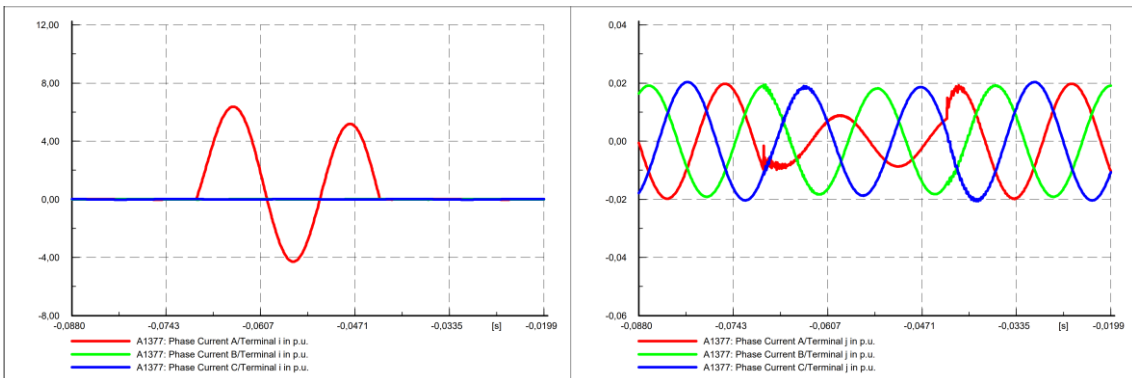 12,00
8,00
4,00
0,00
-4,00
-8,00
-0,0880 -0,0743 -0,0607 -0,0471 -0,0335 [s] -0,0199
A1377: Phase Current A/Terminal i in p.u.
A1377: Phase Current B/Terminal i in p.u.
A1377: Phase Current C/Terminal i in p.u.
0,04
0,02
0,00
-0,02
-0,04
-0,06
-0,0880 -0,0743 -0,0607 -0,0471 -0,0335 [s] -0,0199
A1377: Phase Current A/Terminal j in p.u.
A1377: Phase Current B/Terminal j in p.u.
A1377: Phase Current C/Terminal j in p.u.